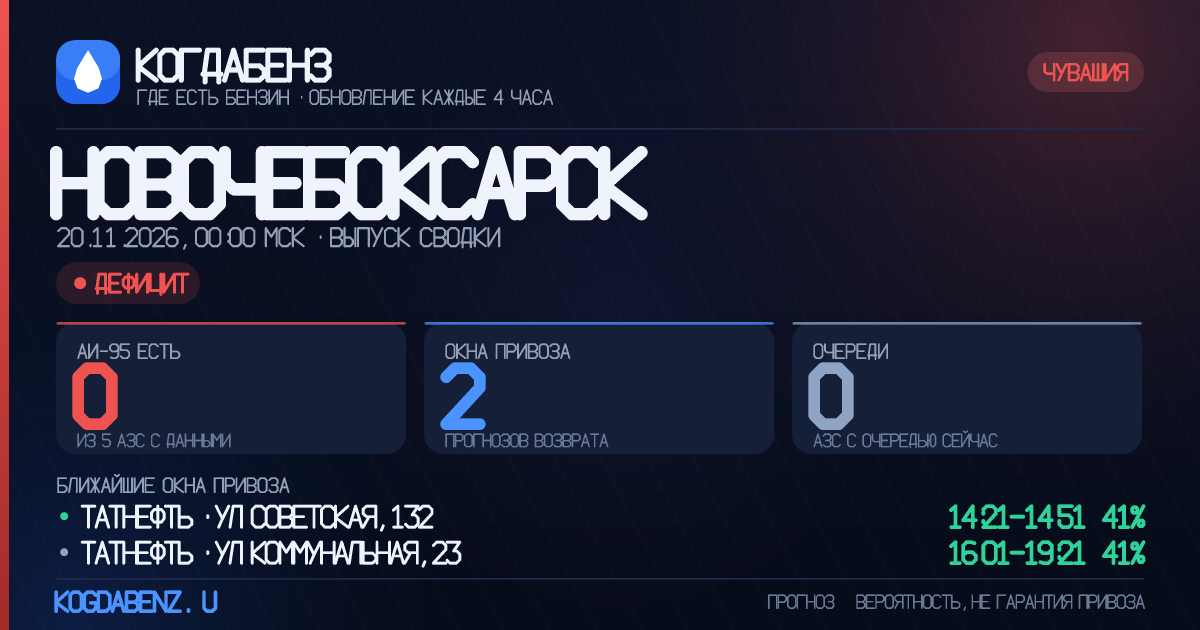 КОГДАБЕНЗ
ГДЕ ЕСТЬ БЕНЗИН · ОБНОВЛЕНИЕ КАЖДЫЕ 4 ЧАСА
ЧУВАШИЯ
НОВОЧЕБОКСАРСК
20.11.2026, 00:00 МСК · ВЫПУСК СВОДКИ
• ДЕФИЦИТ
АИ-95 ЕСТЬ
0
ИЗ 5 АЗС С ДАННЫМИ
ОКНА ПРИВОЗА
2
ПРОГНОЗОВ ВОЗВРАТА
ОЧЕРЕДИ
0
АЗС С ОЧЕРЕДЬЮ СЕЙЧАС
БЛИЖАЙШИЕ ОКНА ПРИВОЗА
• ТАТНЕФТЬ · УЛ СОВЕТСКАЯ, 132 14:21–14:51 41%
• ТАТНЕФТЬ · УЛ КОММУНАЛЬНАЯ, 23 16:01–19:21 41%
KOGDABENZ. U
ПРОГНОЗ ВЕРОЯТНОСТЬ, НЕ ГАРАНТИЯ ПРИВОЗА